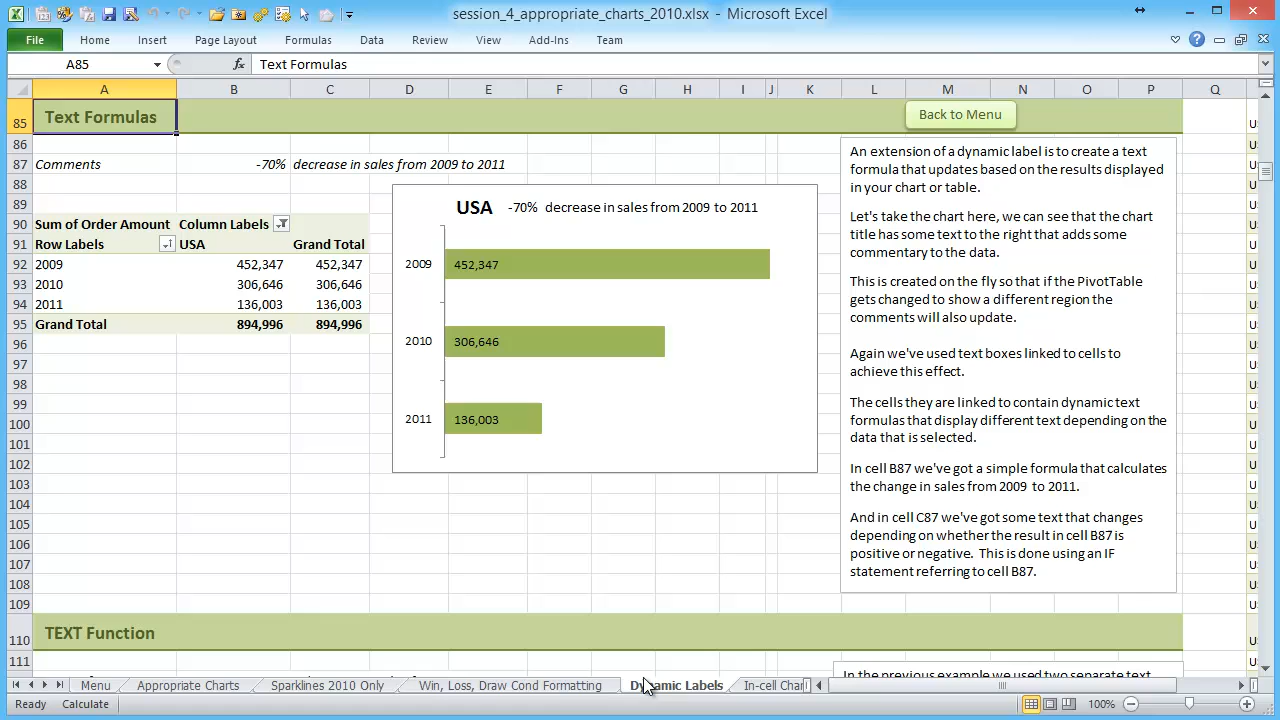 session_4_appropriate_charts_2010.xlsx - Microsoft Excel
File Home Insert Page Layout Formulas Data Review View Add-Ins Team
A85 fx Text Formulas
A B C D E F G H I J K L M N O P Q
85 Text Formulas Back to Menu
86
87 Comments -70% decrease in sales from 2009 to 2011
88
89
90 Sum of Order Amount Column Labels
91 Row Labels USA Grand Total
92 2009 452,347 452,347
93 2010 306,646 306,646
94 2011 136,003 136,003
95 Grand Total 894,996 894,996
96
97
98
99
100
101
102
103
104
105
106
107
108
109
USA -70% decrease in sales from 2009 to 2011
2009 452,347
2010 306,646
2011 136,003
An extension of a dynamic label is to create a text
formula that updates based on the results displayed
in your chart or table.
Let's take the chart here, we can see that the chart
title has some text to the right that adds some
commentary to the data.
This is created on the fly so that if the PivotTable
gets changed to show a different region the
comments will also update.
Again we've used text boxes linked to cells to
achieve this effect.
The cells they are linked to contain dynamic text
formulas that display different text depending on the
data that is selected.
In cell B87 we've got a simple formula that calculates
the change in sales from 2009 to 2011.
And in cell C87 we've got some text that changes
depending on whether the result in cell B87 is
positive or negative. This is done using an IF
statement referring to cell B87.
110 TEXT Function
111
In the previous example we used two separate text
Menu Appropriate Charts Sparklines 2010 Only Win, Loss, Draw Cond Formatting Dynamic Labels In-cell Char
Ready Calculate 100%